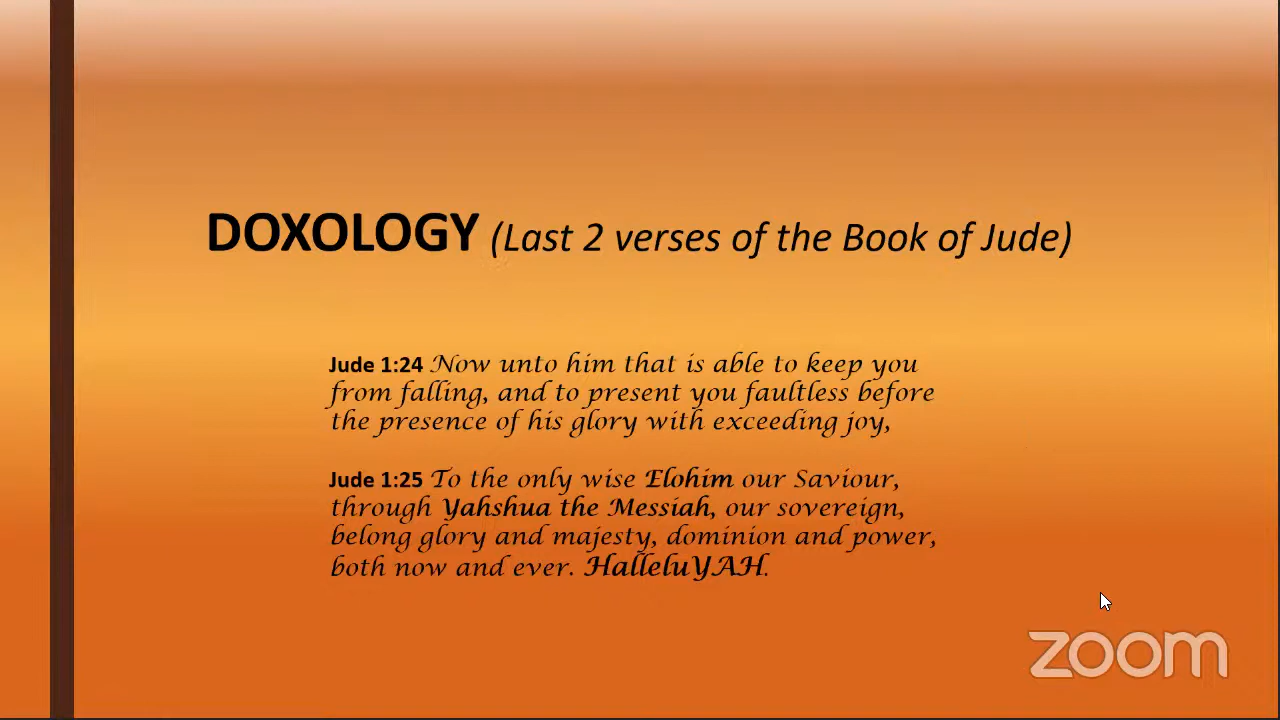 DOXOLOGY (Last 2 verses of the Book of Jude)
Jude 1:24 Now unto him that is able to keep you
from falling, and to present you faultless before
the presence of his glory with exceeding joy,
Jude 1:25 To the only wise Elohim our Saviour,
through Yahshua the Messiah, our sovereign,
belong glory and majesty, dominion and power,
both now and ever. HalleluYAH.
zoom